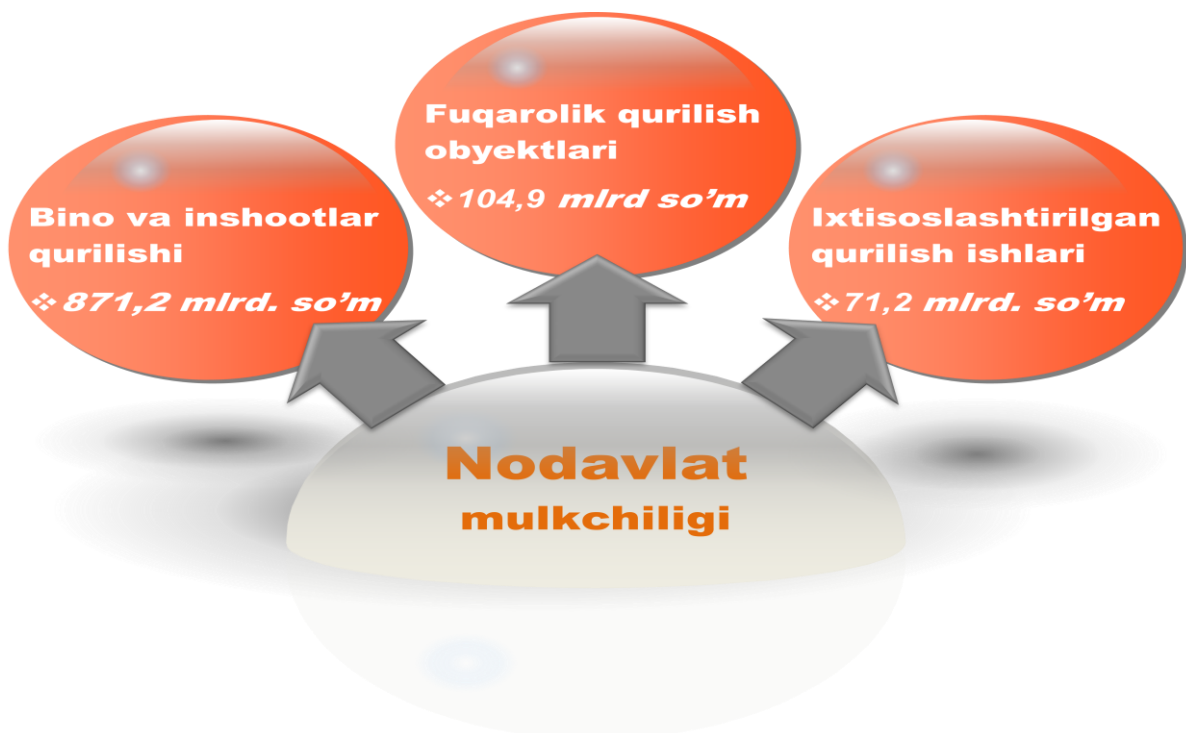 Bino va inshootlar
qurilishi
❖871,2 mlrd. so’m
Fuqarolik qurilish
obyektlari
❖104,9 mlrd so’m
Ixtisoslashtirilgan
qurilish ishlari
❖71,2 mlrd. so’m
Nodavlat
mulkchiligi